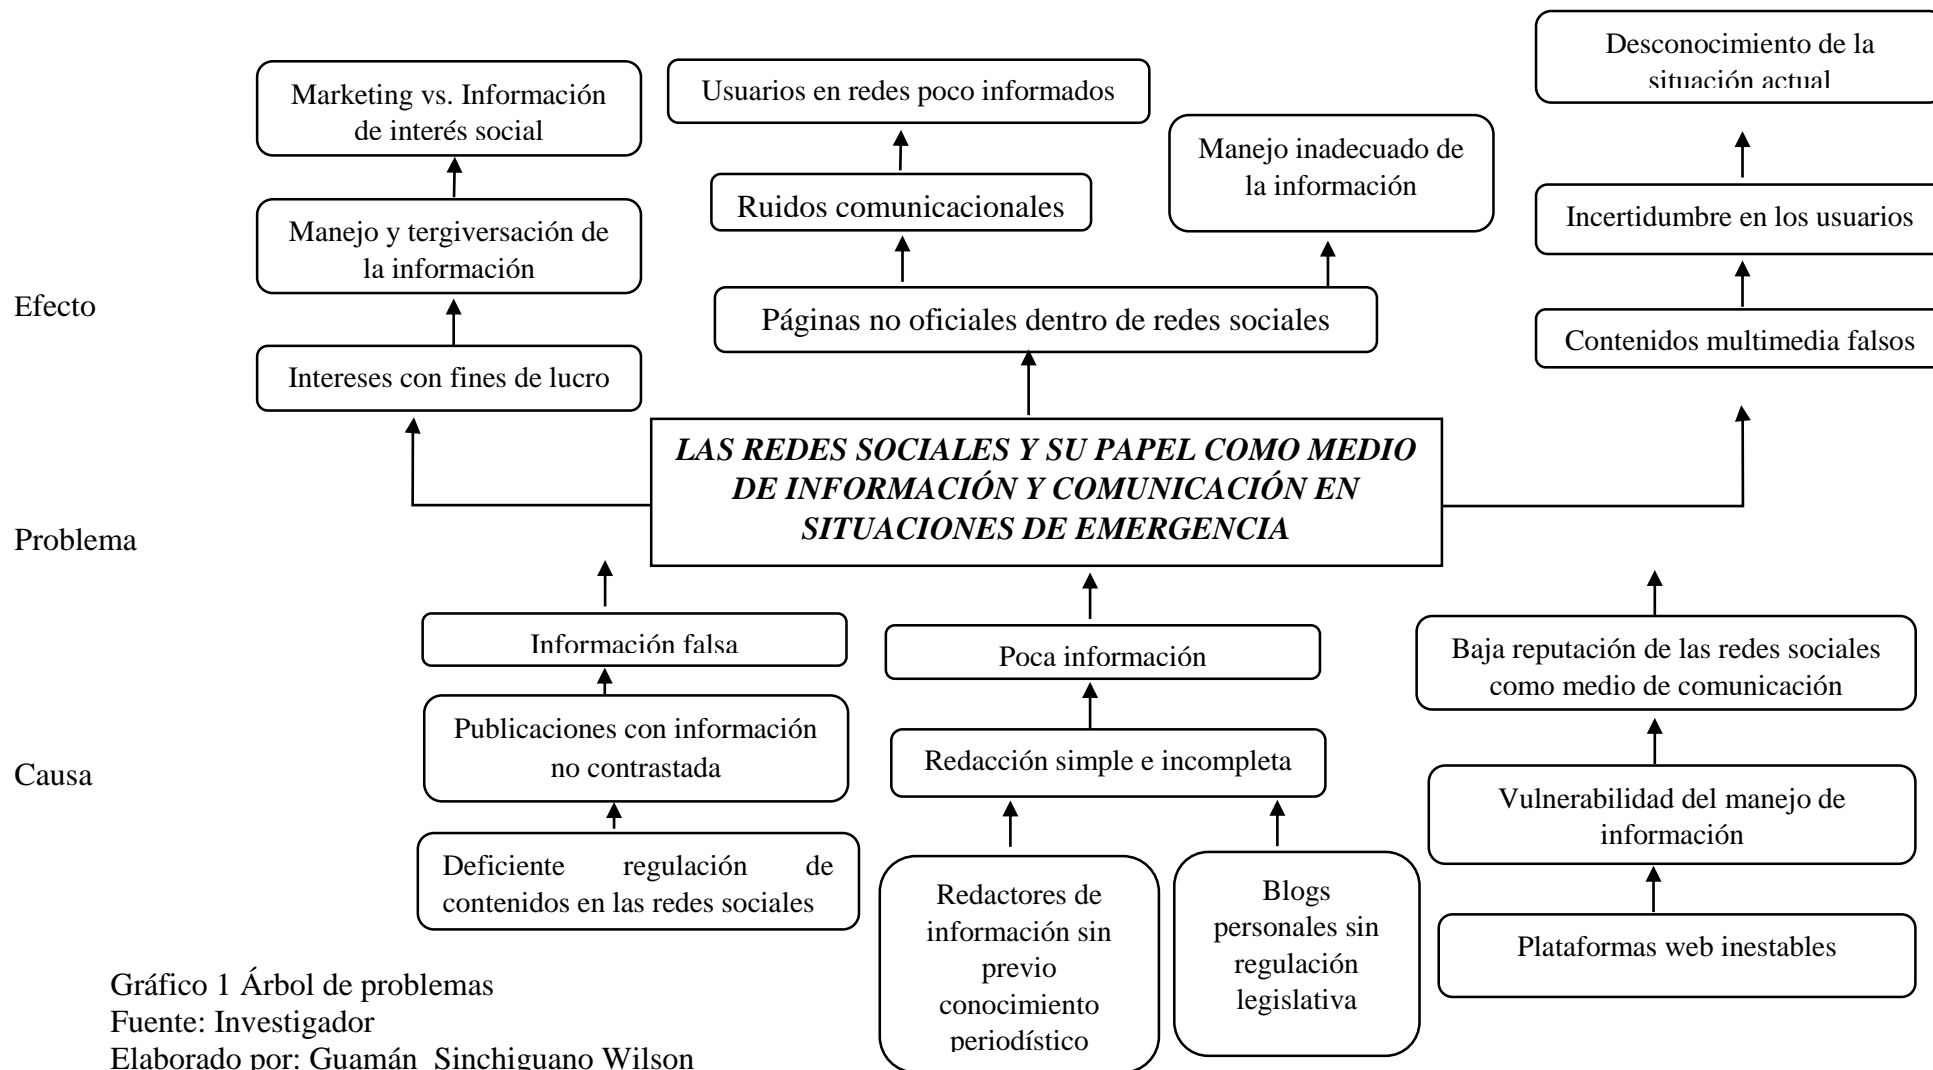 Desconocimiento de la
situación actual
Marketing vs. Información
de interés social
Usuarios en redes poco informados
Manejo inadecuado de
la información
Ruidos comunicacionales
Incertidumbre en los usuarios
Manejo y tergiversación de
la información
Efecto
Páginas no oficiales dentro de redes sociales
Contenidos multimedia falsos
Intereses con fines de lucro
LAS REDES SOCIALES Y SU PAPEL COMO MEDIO
DE INFORMACIÓN Y COMUNICACIÓN EN
SITUACIONES DE EMERGENCIA
Problema
Información falsa
Poca información
Baja reputación de las redes sociales
como medio de comunicación
Publicaciones con información
no contrastada
Redacción simple e incompleta
Causa
Vulnerabilidad del manejo de
información
Deficiente regulación de
contenidos en las redes sociales
Redactores de
información sin
previo
conocimiento
periodístico
Blogs
personales sin
regulación
legislativa
Plataformas web inestables
Gráfico 1 Árbol de problemas
Fuente: Investigador
Elaborado por: Guamán Sinchiguano Wilson